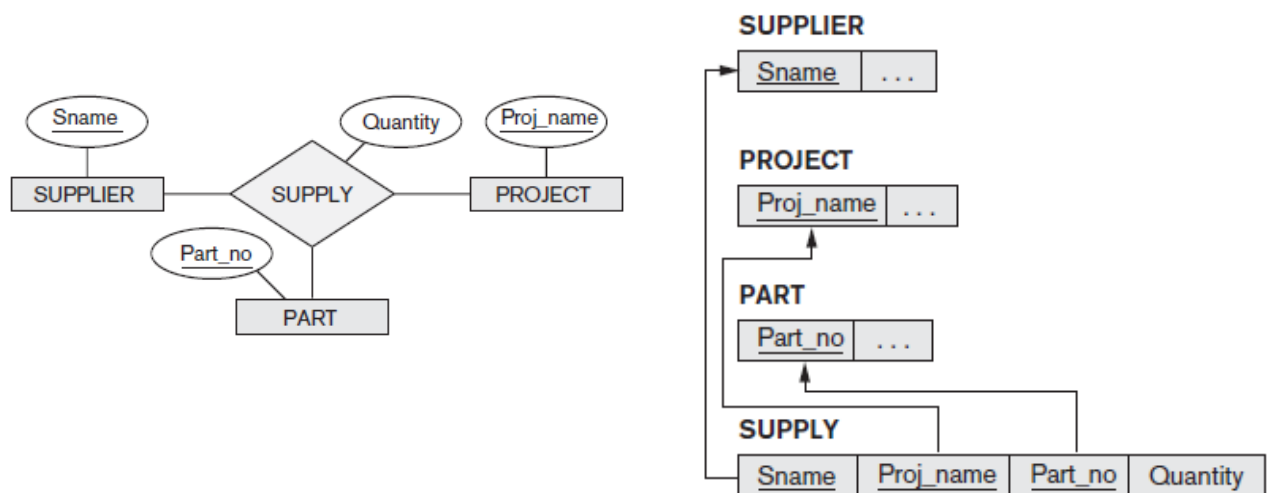 Sname
Quantity
Proj_name
SUPPLIER
SUPPLY
PROJECT
Part_no
PART
SUPPLIER
Sname ...
PROJECT
Proj_name ...
PART
Part_no ...
SUPPLY
Sname Proj_name Part_no Quantity